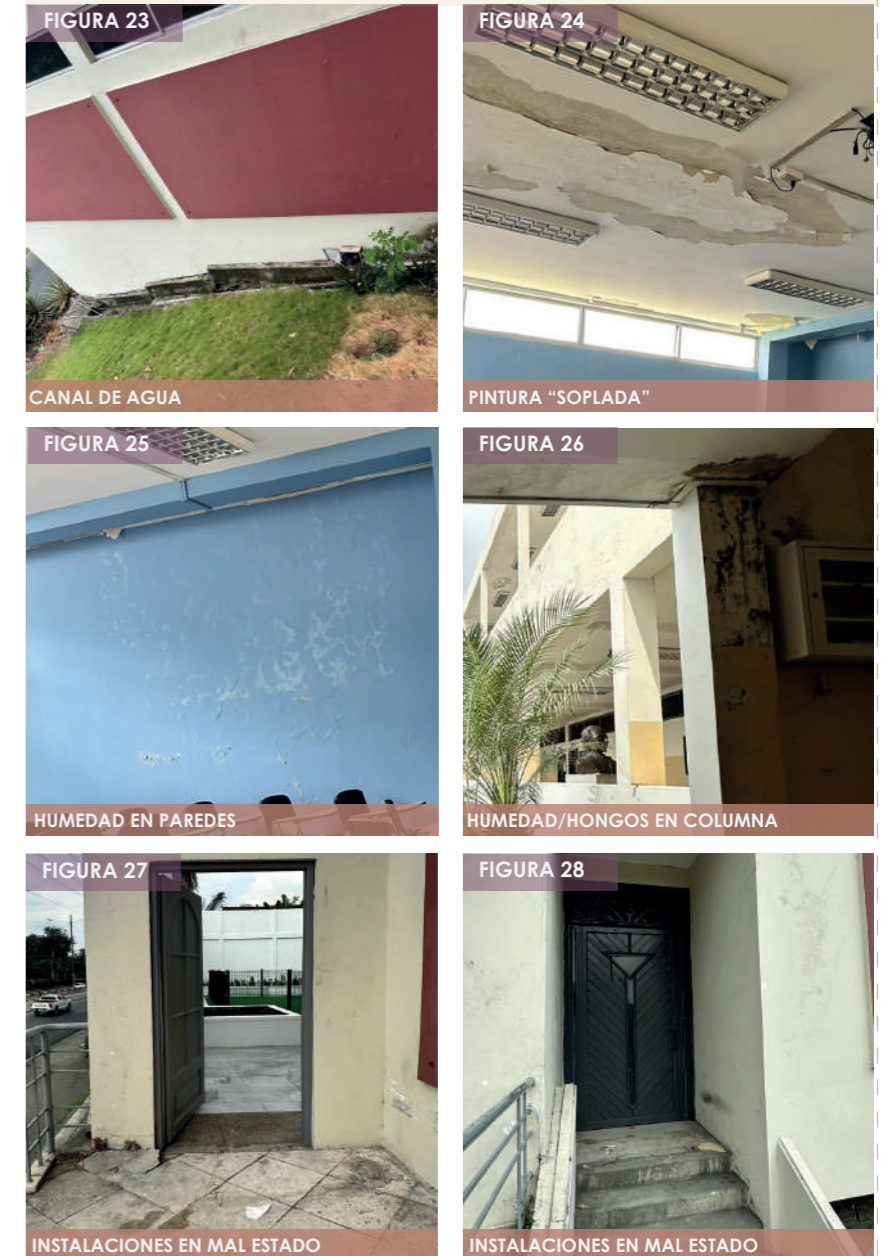 FIGURA 23
FIGURA 24
CANAL DE AGUA
PINTURA “SOPLADA”
FIGURA 25
FIGURA 26
HUMEDAD EN PAREDES
HUMEDAD/HONGOS EN COLUMNA
FIGURA 27
FIGURA 28
INSTALACIONES EN MAL ESTADO
INSTALACIONES EN MAL ESTADO